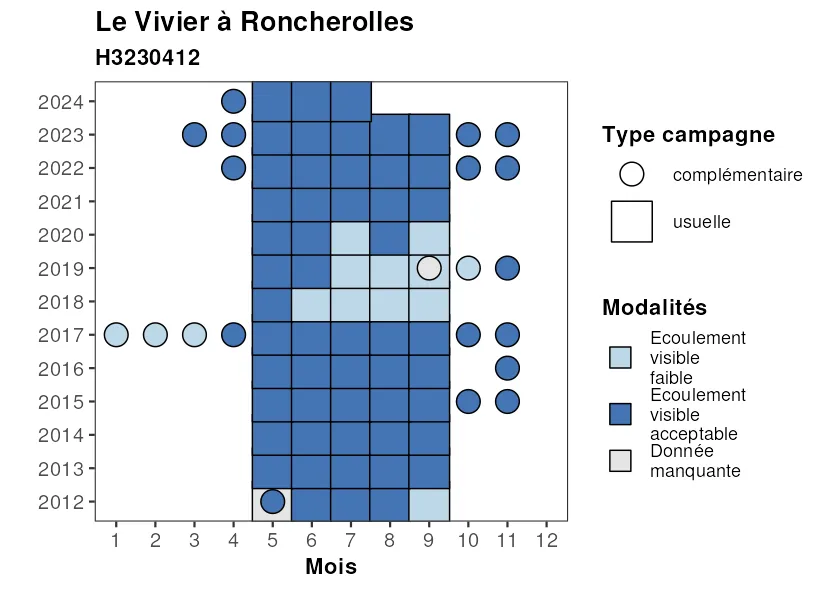 Le Vivier à Roncherolles
H3230412
2024
2023
2022
2021
2020
2019
2018
2017
2016
2015
2014
2013
2012
1 2 3 4 5 6 7 8 9 10 11 12
Mois
Type campagne
complémentaire
usuelle
Modalités
Ecoulement
visible
faible
Ecoulement
visible
acceptable
Donnée
manquante